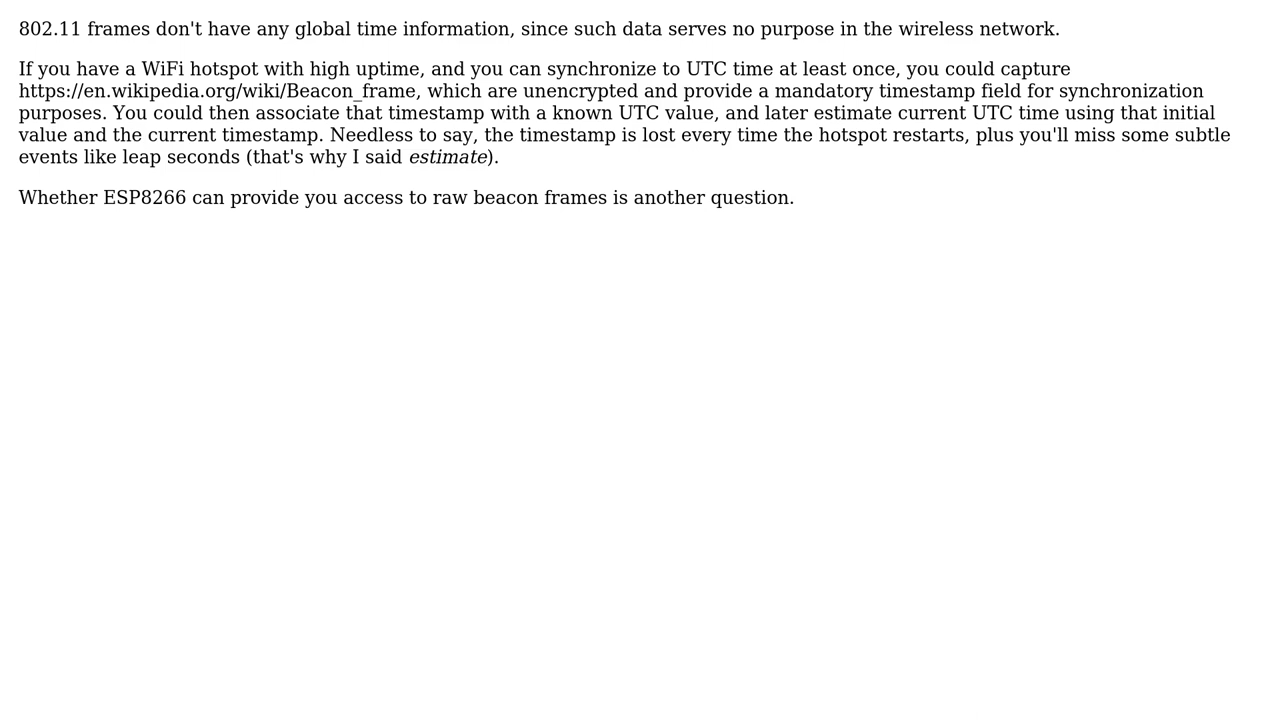 802.11 frames don't have any global time information, since such data serves no purpose in the wireless network.
If you have a WiFi hotspot with high uptime, and you can synchronize to UTC time at least once, you could capture
https://en.wikipedia.org/wiki/Beacon_frame, which are unencrypted and provide a mandatory timestamp field for synchronization
purposes. You could then associate that timestamp with a known UTC value, and later estimate current UTC time using that initial
value and the current timestamp. Needless to say, the timestamp is lost every time the hotspot restarts, plus you'll miss some subtle
events like leap seconds (that's why I said estimate).
Whether ESP8266 can provide you access to raw beacon frames is another question.